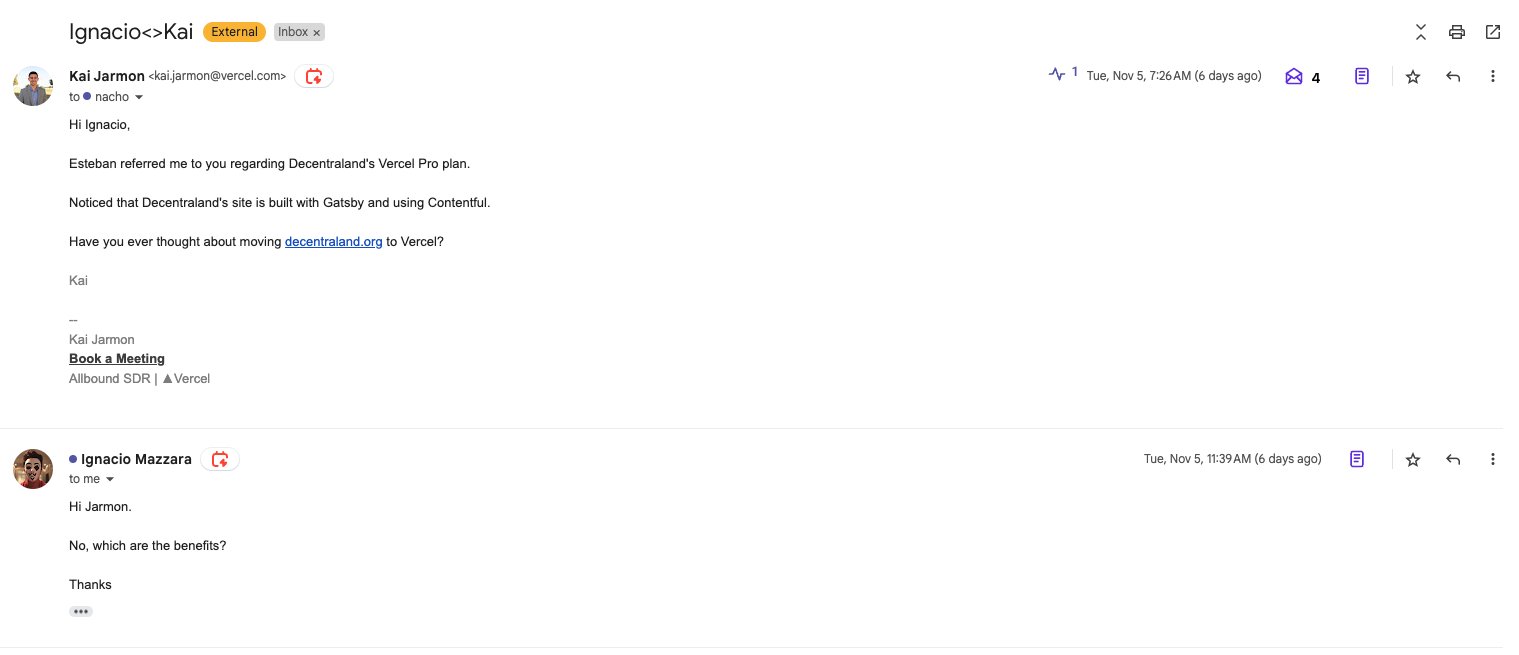 Ignacio<>Kai External Inbox ×
Kai Jarmon <kai.jarmon@vercel.com> 1 Tue, Nov 5, 7:26 AM (6 days ago) 4
to nacho
Hi Ignacio,
Esteban referred me to you regarding Decentraland's Vercel Pro plan.
Noticed that Decentraland's site is built with Gatsby and using Contentful.
Have you ever thought about moving decentraland.org to Vercel?
Kai
--
Kai Jarmon
Book a Meeting
Allbound SDR | ▲Vercel
Ignacio Mazzara Tue, Nov 5, 11:39 AM (6 days ago)
to me
Hi Jarmon.
No, which are the benefits?
Thanks
•••